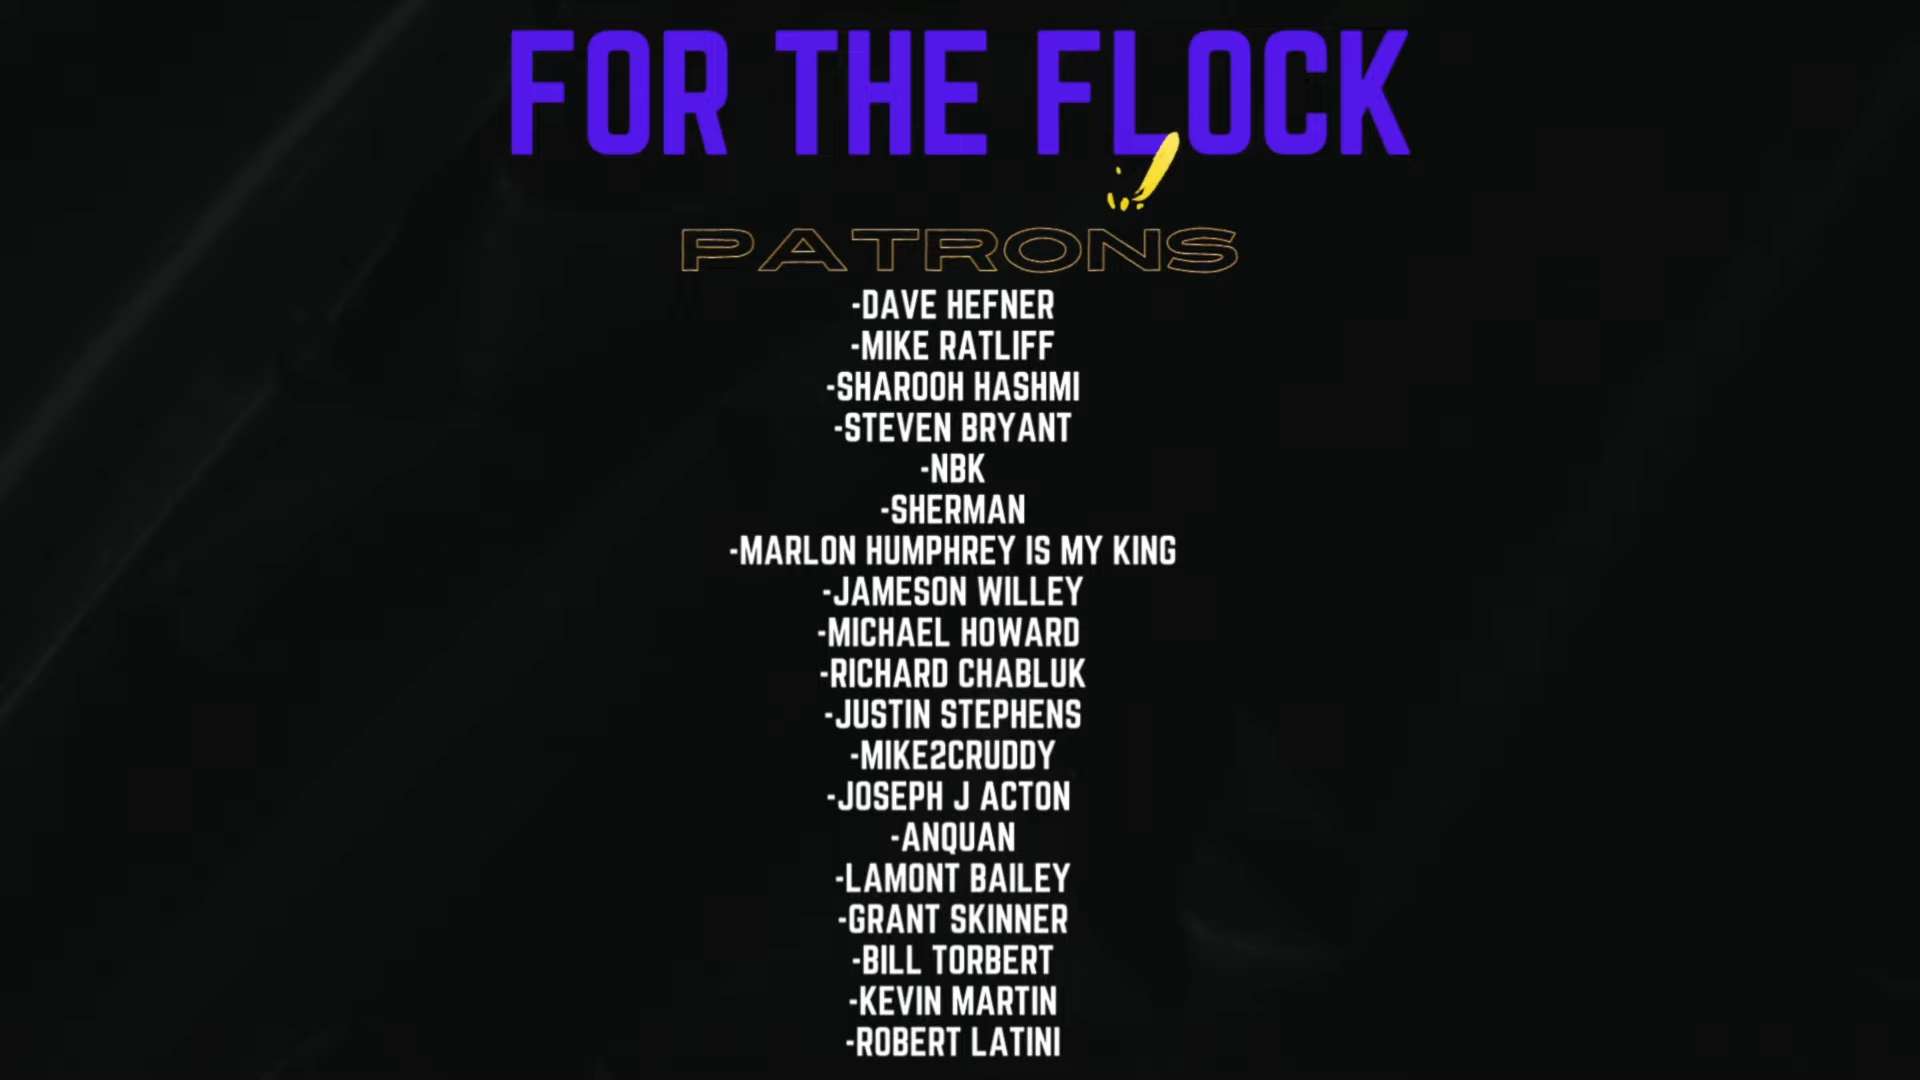 FOR THE FLOCK
PATRONS
-DAVE HEFNER
-MIKE RATLIFF
-SHAROOH HASHMI
-STEVEN BRYANT
-NBK
-SHERMAN
-MARLON HUMPHREY IS MY KING
-JAMESON WILLEY
-MICHAEL HOWARD
-RICHARD CHABLUK
-JUSTIN STEPHENS
-MIKE2CRUDDY
-JOSEPH J ACTON
-ANQUAN
-LAMONT BAILEY
-GRANT SKINNER
-BILL TORBERT
-KEVIN MARTIN
-ROBERT LATINI